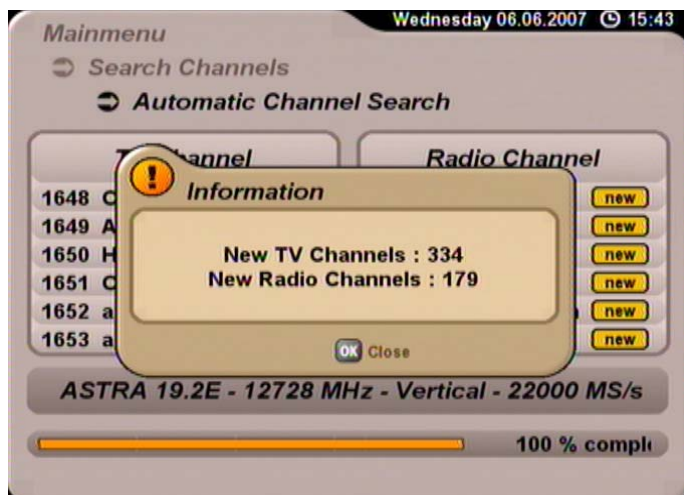 Wednesday 06.06.2007 15:43
Mainmenu
Search Channels
Automatic Channel Search
Radio Channel
Information
New TV Channels : 334
New Radio Channels : 179
OK Close
1648 new
1649 new
1650 new
1651 new
1652 new
1653 new
ASTRA 19.2E - 12728 MHz - Vertical - 22000 MS/s
100 %